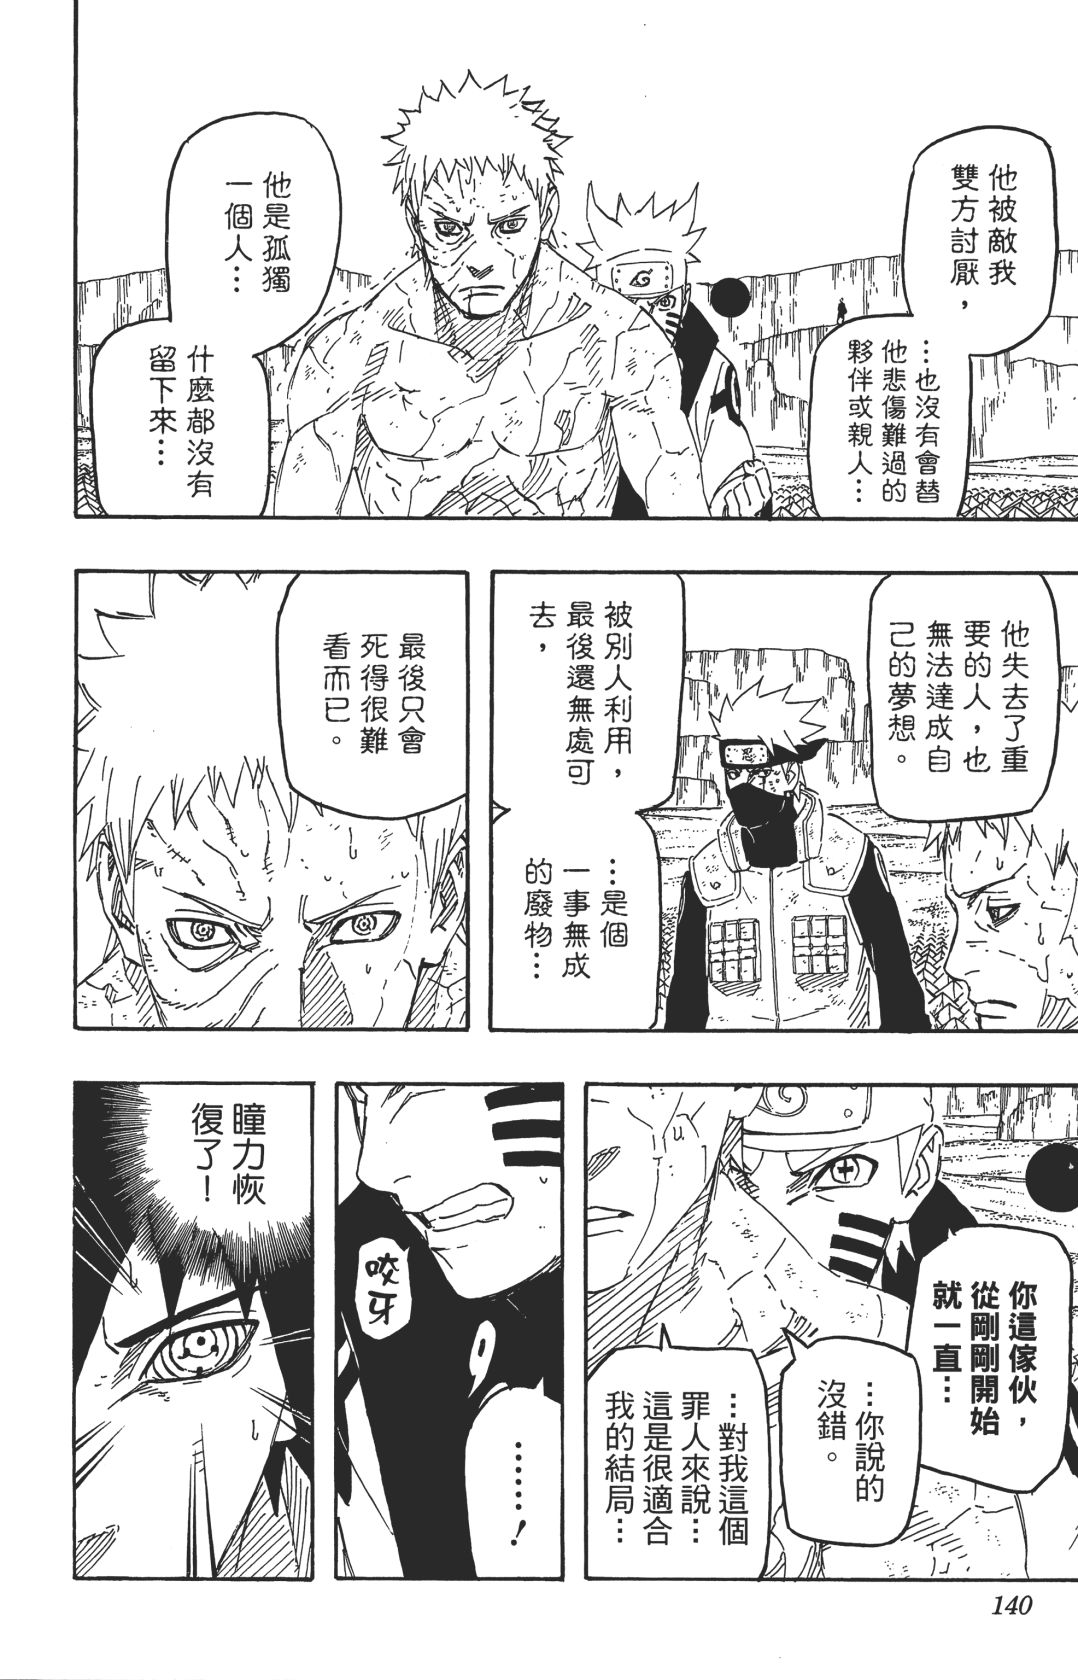 他被敵我
雙方討厭，
…也沒有會替
他悲傷難過的
夥伴或親人…
他是孤獨
一個人…
什麼都沒有
留下來…
他失去了重
要的人，也
無法達成自
己的夢想。
被別人利用，
最後還無處可
去，
…是個
一事無成
的廢物…
最後只會
死得很難
看而已。
你這傢伙，
從剛剛開始
就一直…
…你說的
沒錯。
…對我這個
罪人來說…
這是很適合
我的結局…
……！
咬牙
瞳力恢
復了！
忍
140